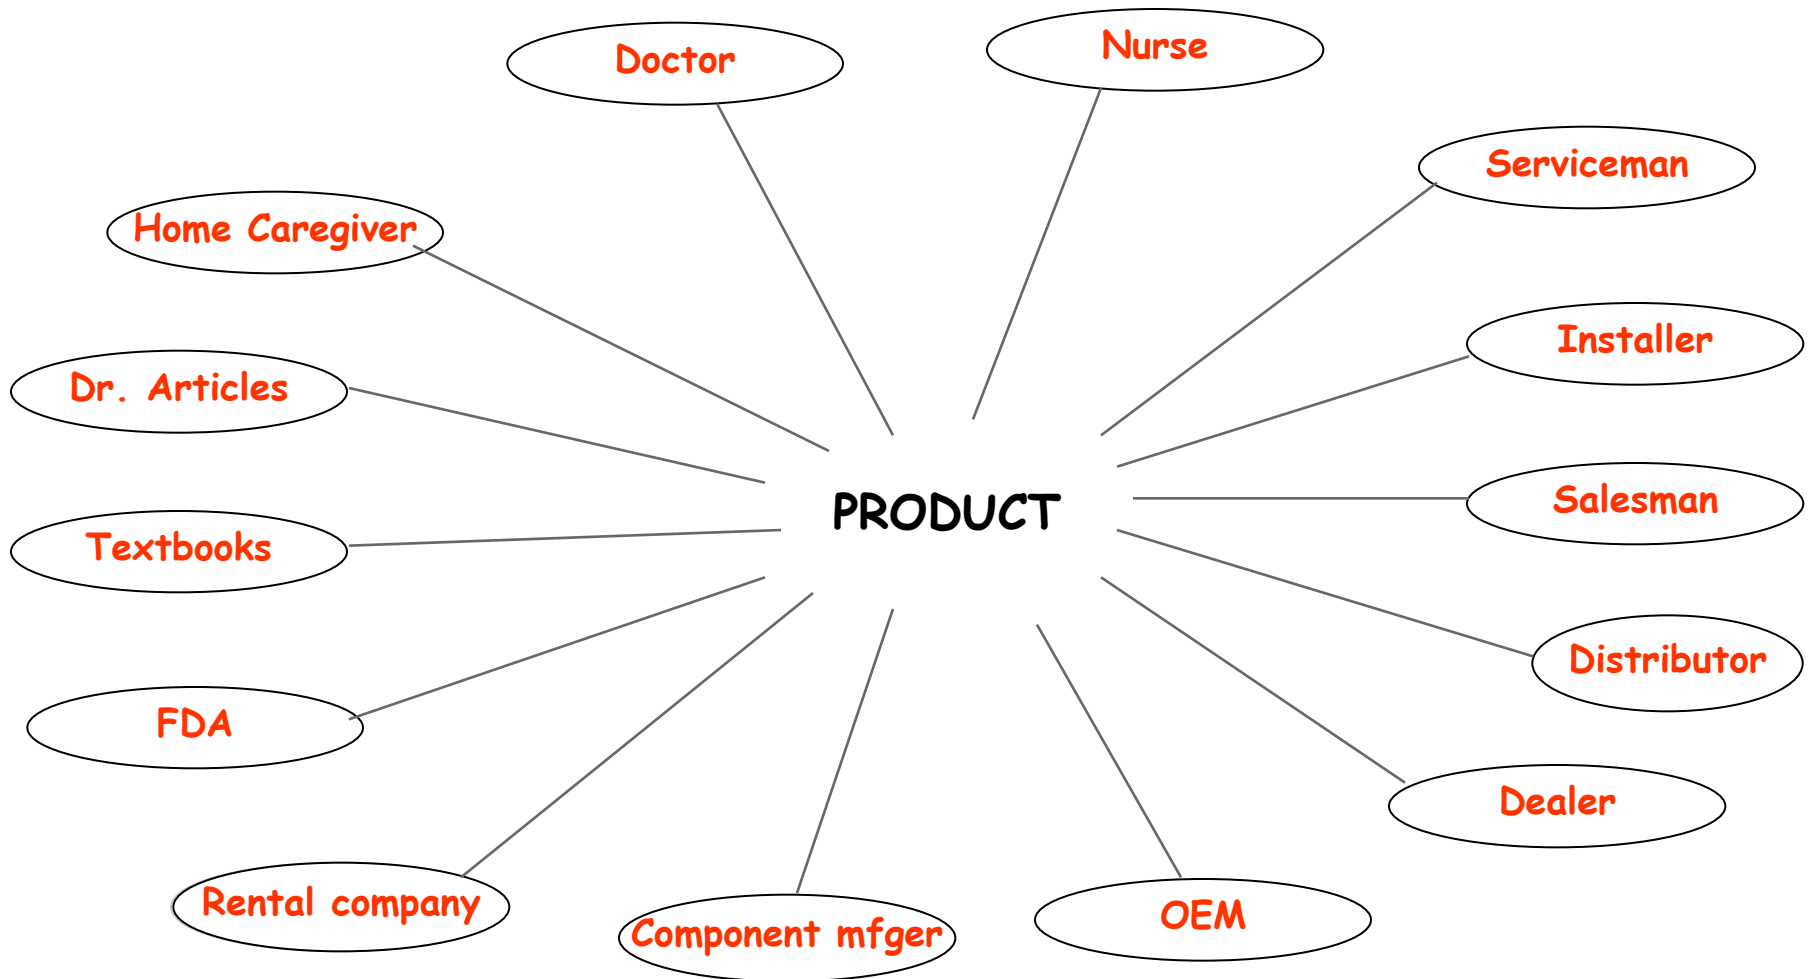 Nurse
Doctor
Serviceman
Home Caregiver
Installer
Dr. Articles
Salesman
PRODUCT
Textbooks
Distributor
FDA
Dealer
Rental company
OEM
Component mfger